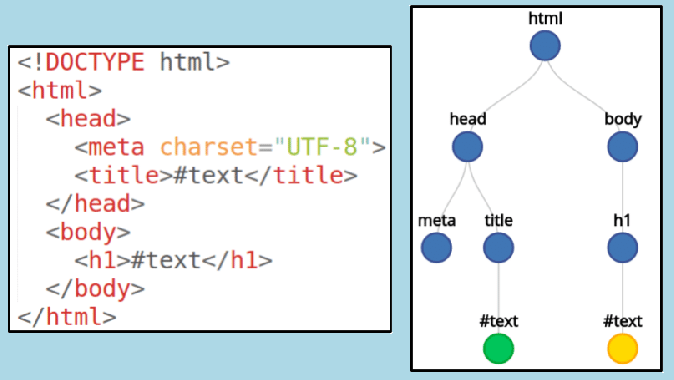 <!DOCTYPE html>
<html>
  <head>
    <meta charset="UTF-8">
    <title>#text</title>
  </head>
  <body>
    <h1>#text</h1>
  </body>
</html>
html
head body
meta title h1
#text #text